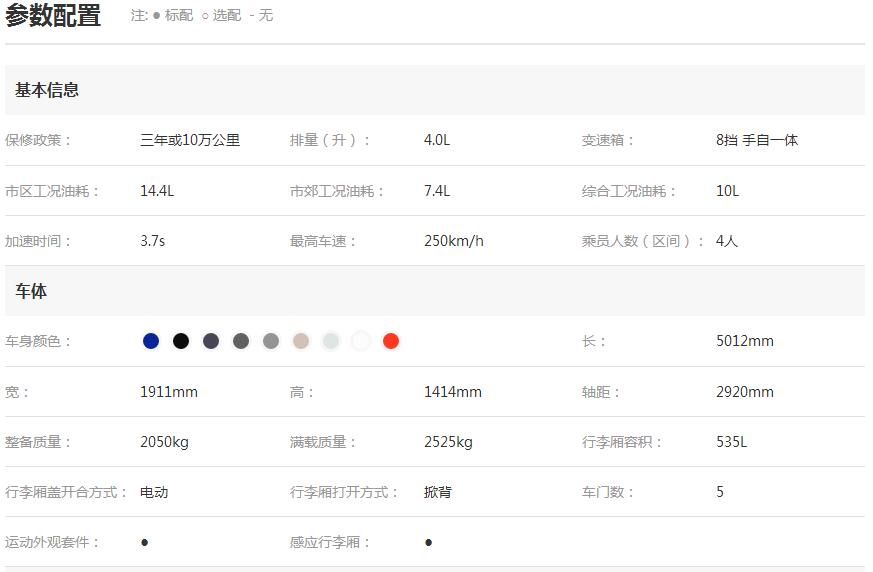 参数配置 注: ● 标配 ○ 选配 - 无
基本信息
保修政策： 三年或10万公里 排量（升）： 4.0L 变速箱： 8挡 手自一体
市区工况油耗： 14.4L 市郊工况油耗： 7.4L 综合工况油耗： 10L
加速时间： 3.7s 最高车速： 250km/h 乘员人数（区间）： 4人
车体
车身颜色： 长： 5012mm
宽： 1911mm 高： 1414mm 轴距： 2920mm
整备质量： 2050kg 满载质量： 2525kg 行李厢容积： 535L
行李厢盖开合方式： 电动 行李厢打开方式： 掀背 车门数： 5
运动外观套件： ● 感应行李厢： ●